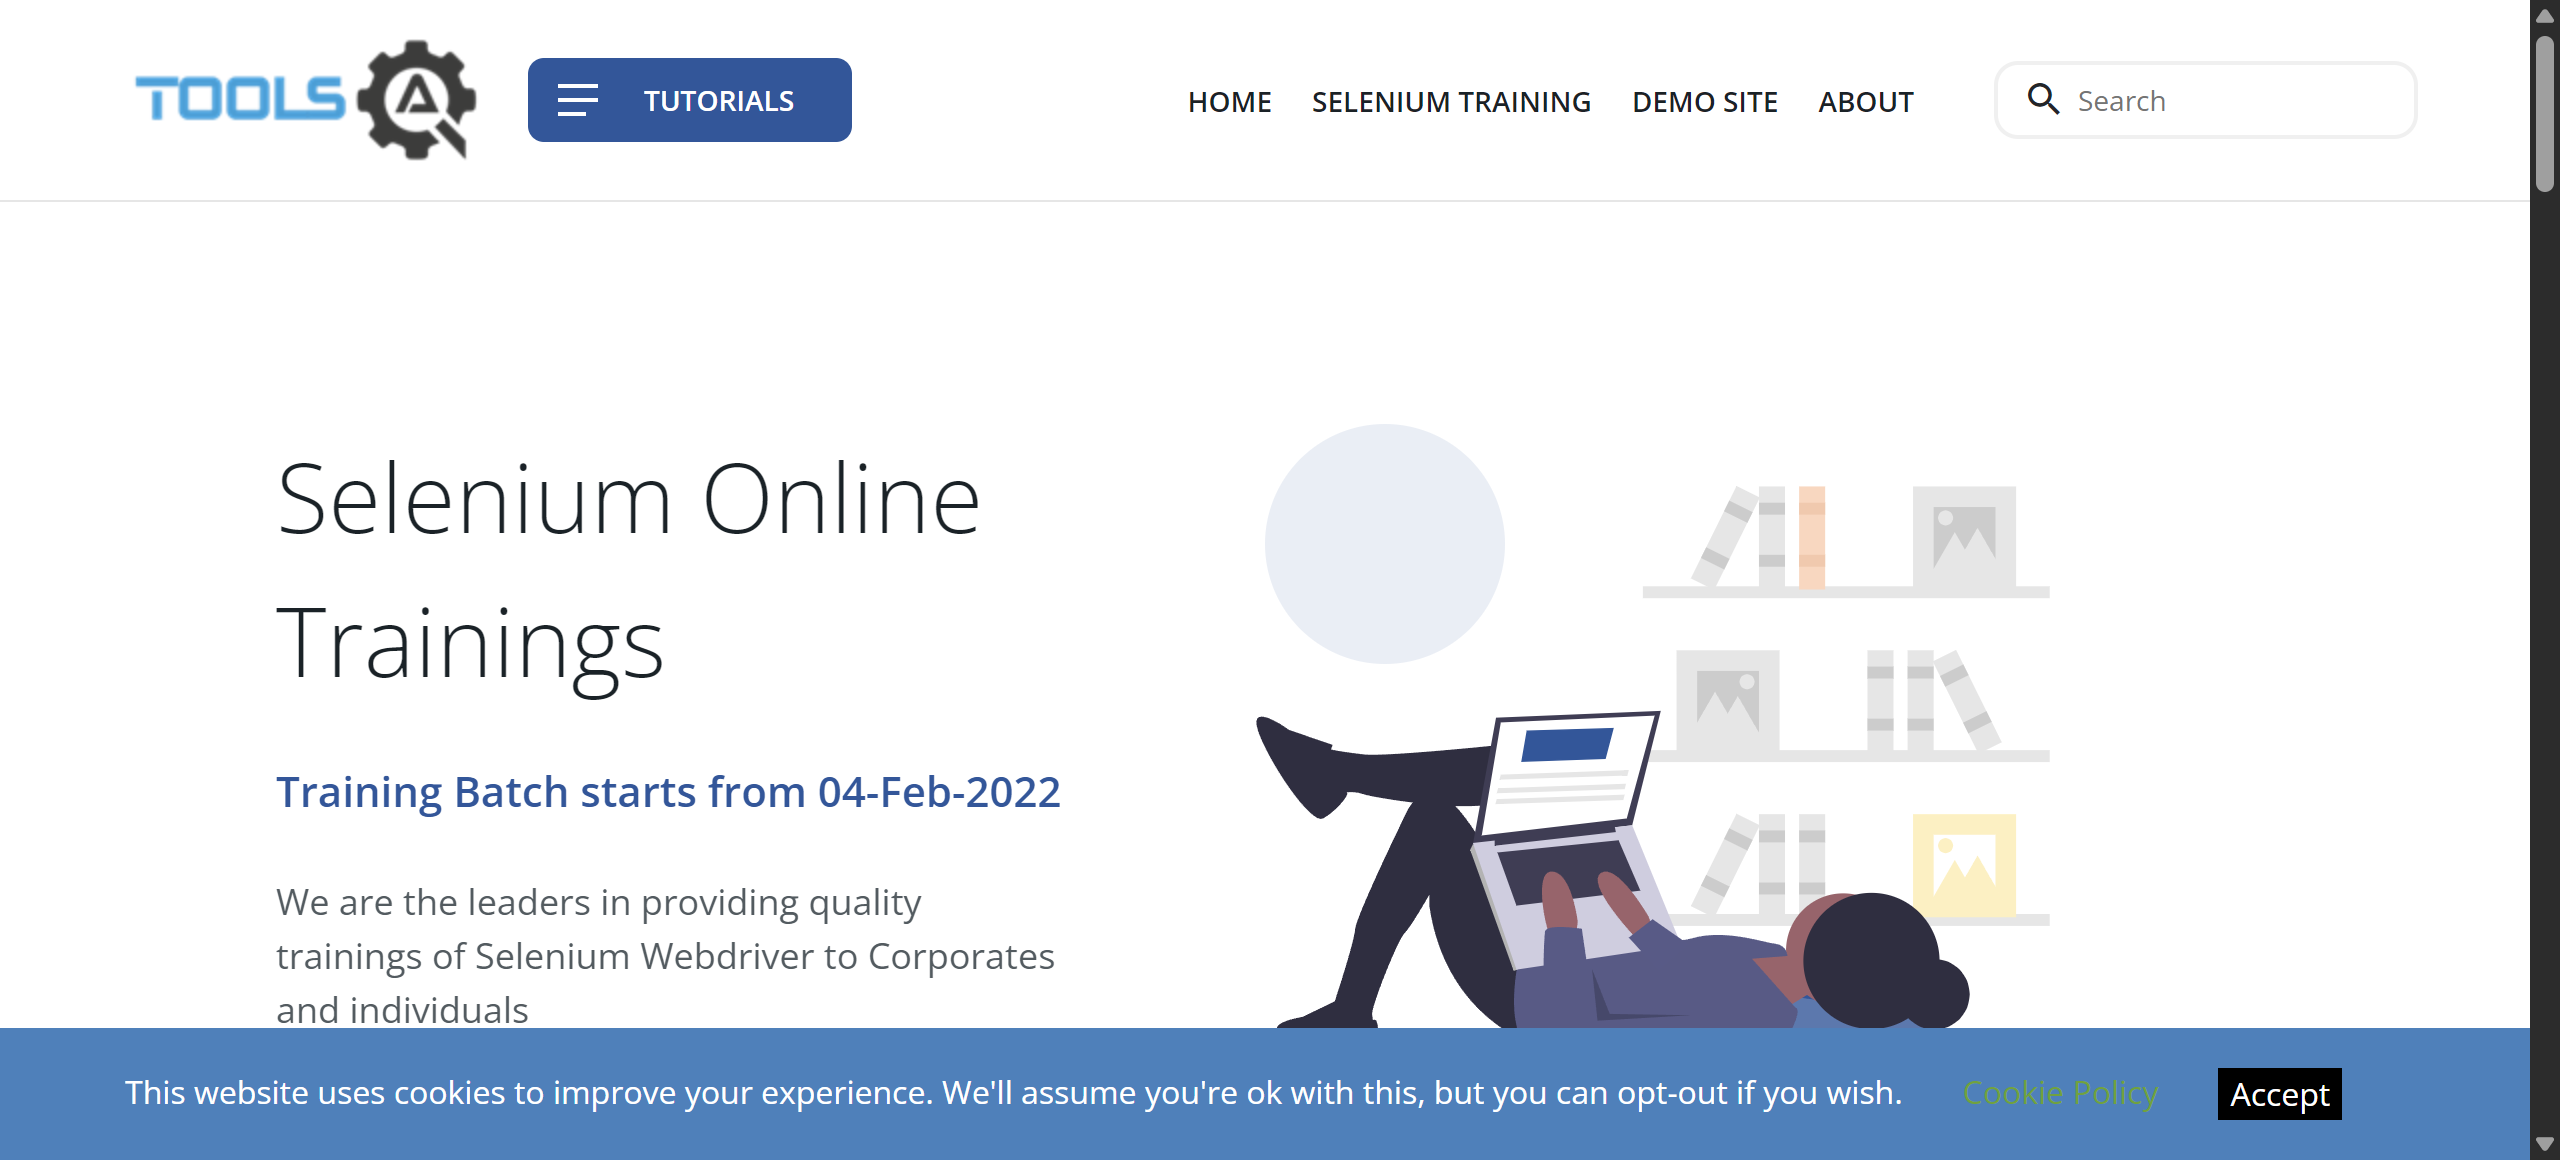 TOOLS QA
TUTORIALS
HOME SELENIUM TRAINING DEMO SITE ABOUT
Search
Selenium Online
Trainings
Training Batch starts from 04-Feb-2022
We are the leaders in providing quality
trainings of Selenium Webdriver to Corporates
and individuals
This website uses cookies to improve your experience. We'll assume you're ok with this, but you can opt-out if you wish. Cookie Policy Accept